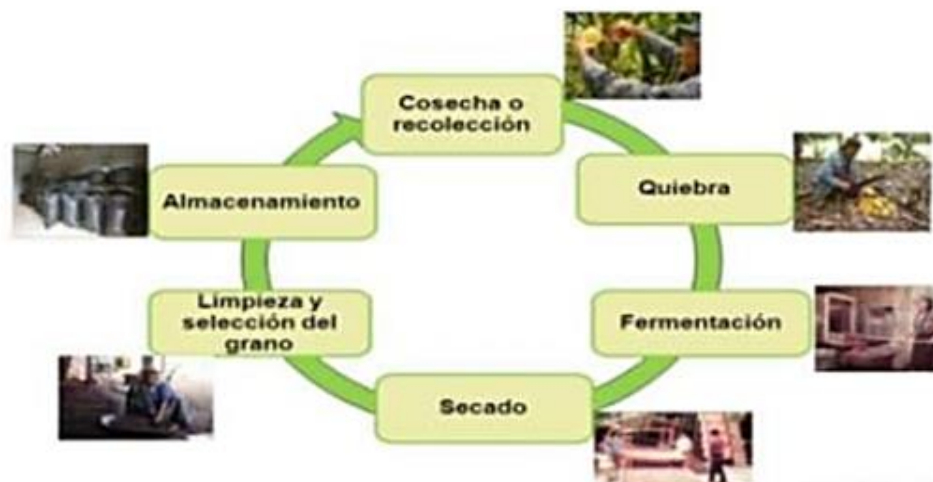 Cosecha o
recolección
Quiebra
Fermentación
Secado
Limpieza y
selección del
grano
Almacenamiento